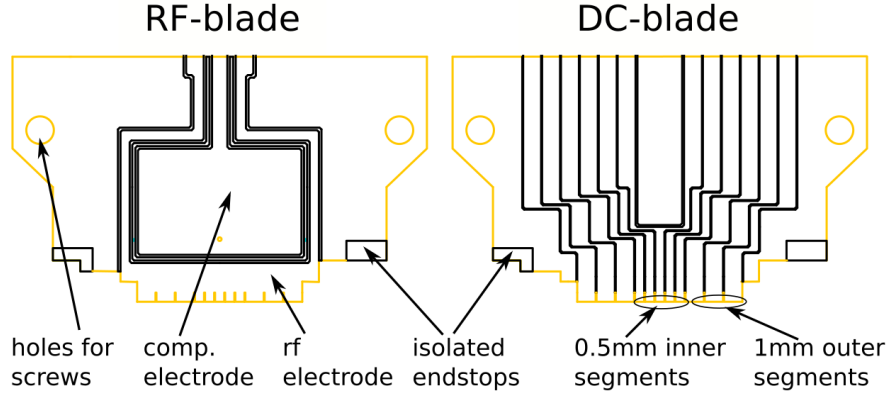 RF-blade
DC-blade
holes for
screws
comp.
electrode
rf
electrode
isolated
endstops
0.5mm inner
segments
1mm outer
segments